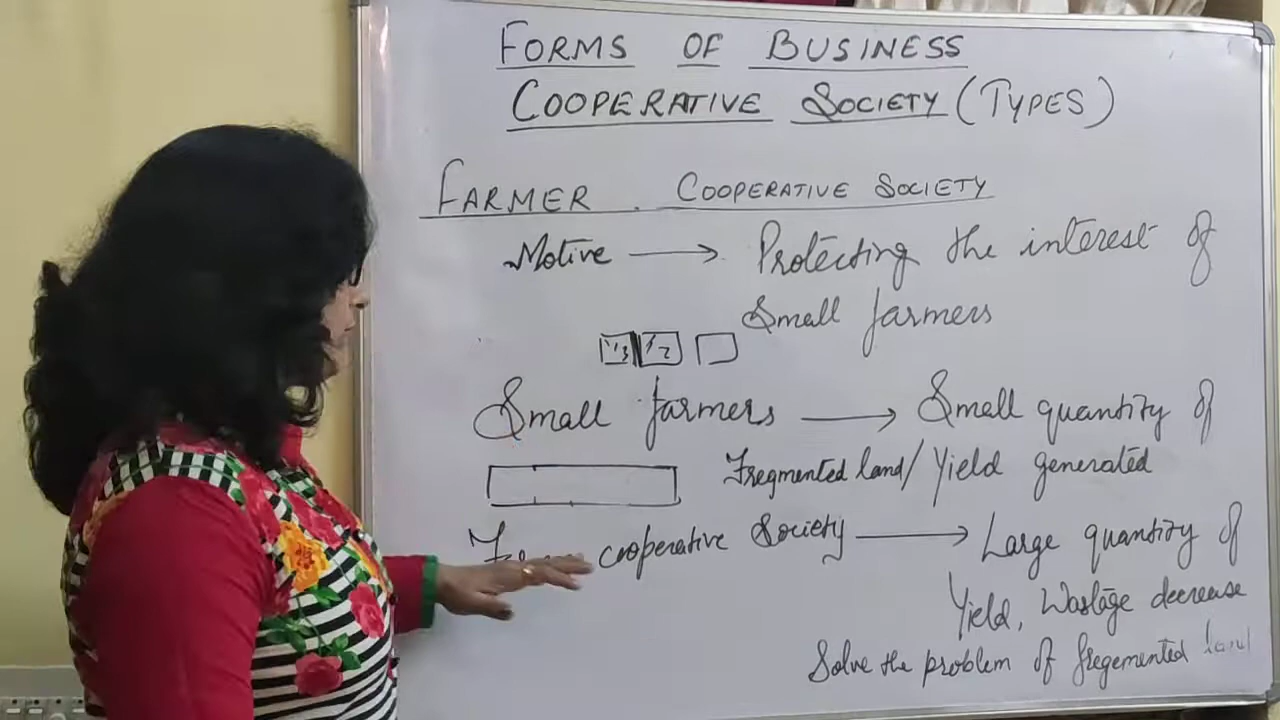 FORMS OF BUSINESS
COOPERATIVE SOCIETY (TYPES)
FARMER COOPERATIVE SOCIETY
Motive → Protecting the interest of
Small farmers
Small farmers → Small quantity of
Fregmented land/ Yield generated
cooperative Society → Large quantity of
Yield, Wastage decrease
Solve the problem of fregemented land